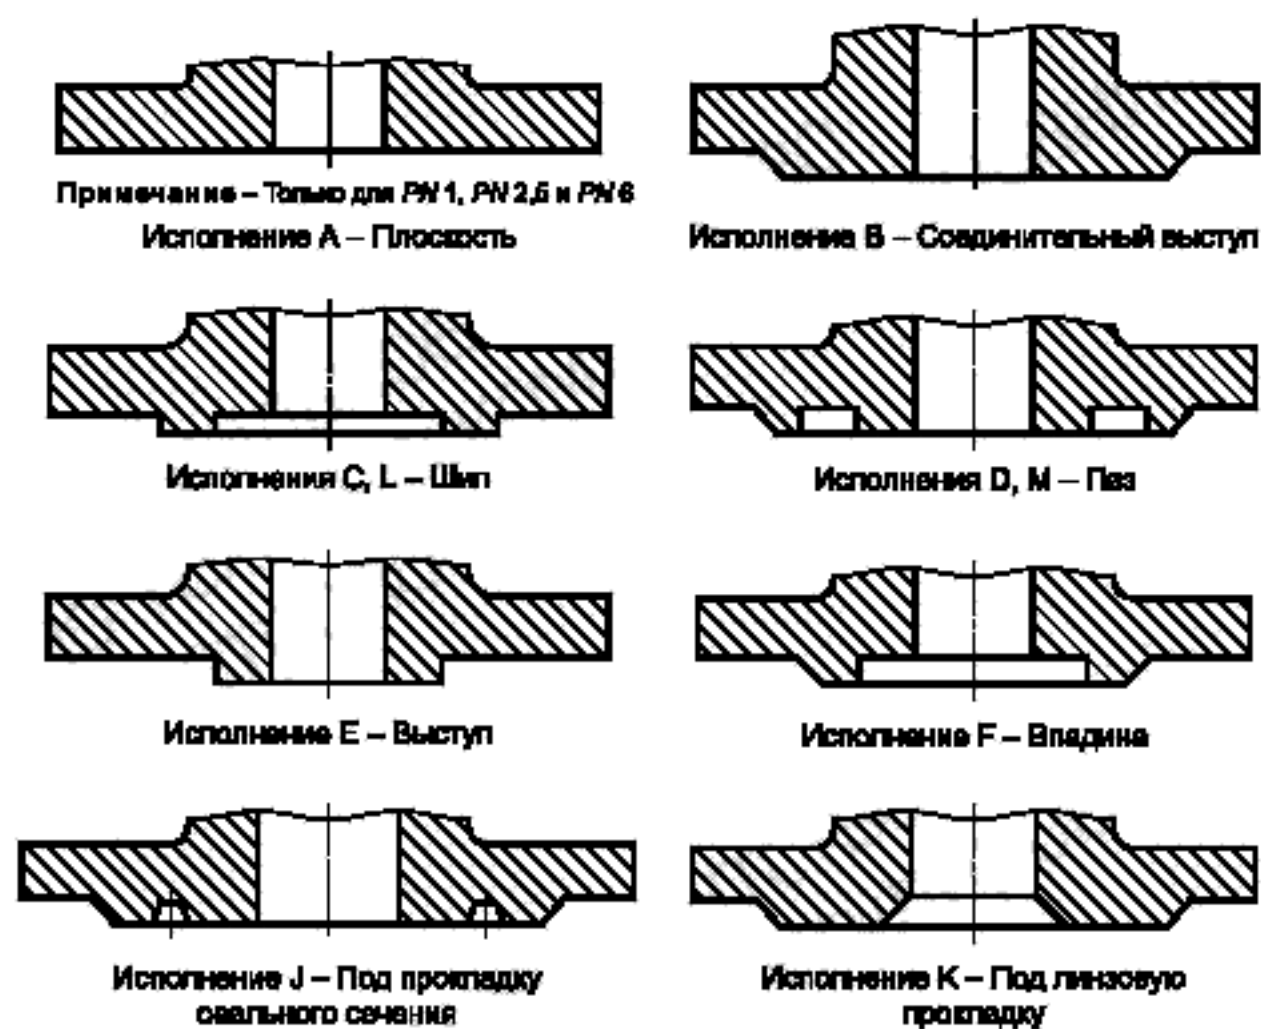 Примечание – Только для PN 1, PN 2,5 и PN 6
Исполнение A – Плоскость
Исполнение B – Соединительный выступ
Исполнения C, L – Шип
Исполнения D, M – Паз
Исполнение E – Выступ
Исполнение F – Впадина
Исполнение J – Под прокладку
овального сечения
Исполнение K – Под линзовую
прокладку